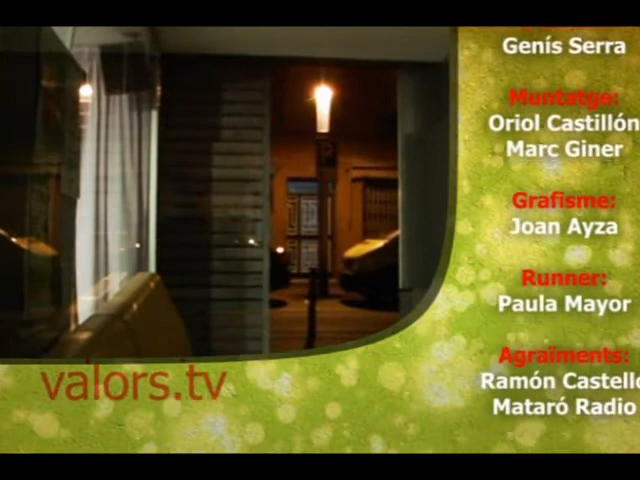 Genís Serra
Muntatge:
Oriol Castillón
Marc Giner
Grafisme:
Joan Ayza
Runner:
Paula Mayor
Agraïments:
Ramón Castelló
Mataró Radio
valors.tv